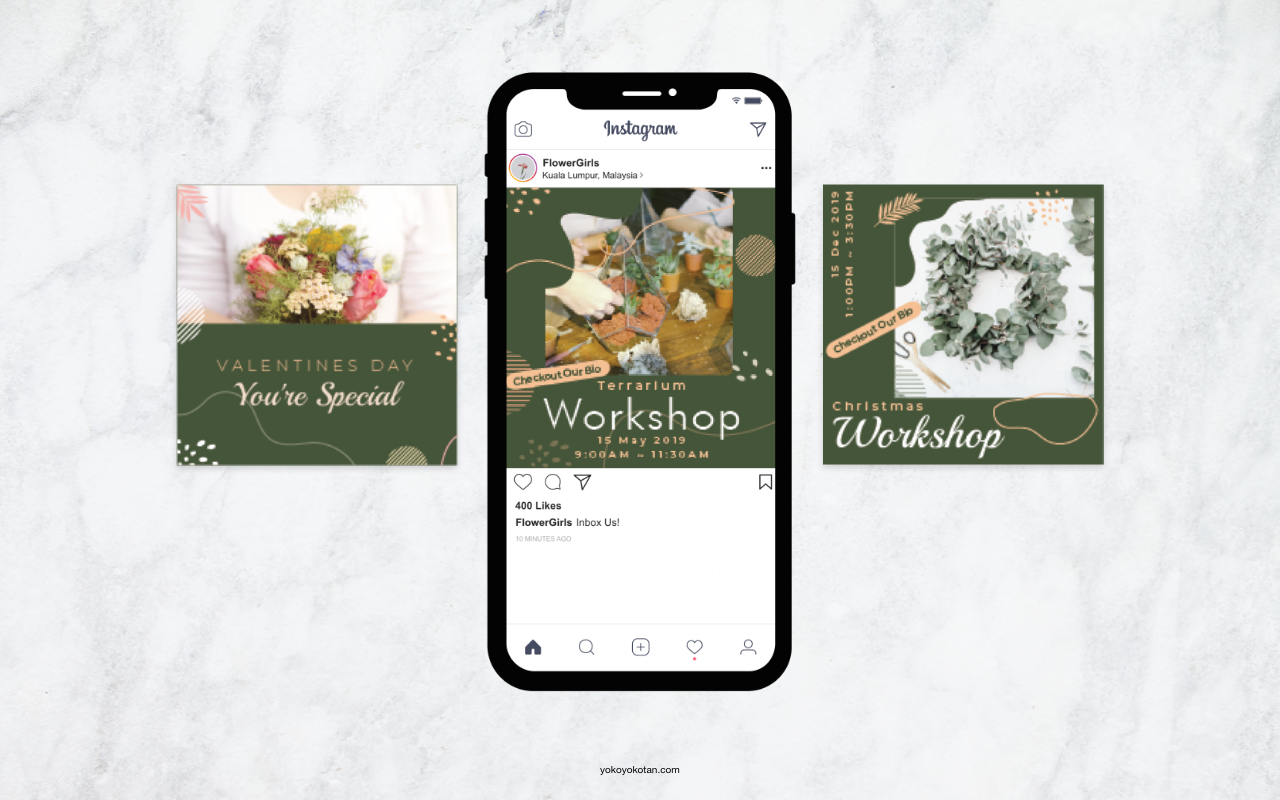 VALENTINES DAY
You're Special
Instagram
FlowerGirls
Kuala Lumpur, Malaysia >
Checkout Our Bio
Terrarium
Workshop
15 May 2019
9:00AM ~ 11:30AM
400 Likes
FlowerGirls Inbox Us!
10 MINUTES AGO
15 Dec 2019
1:00PM ~ 3:30PM
Checkout Our Bio
Christmas
Workshop
yokoyokotan.com